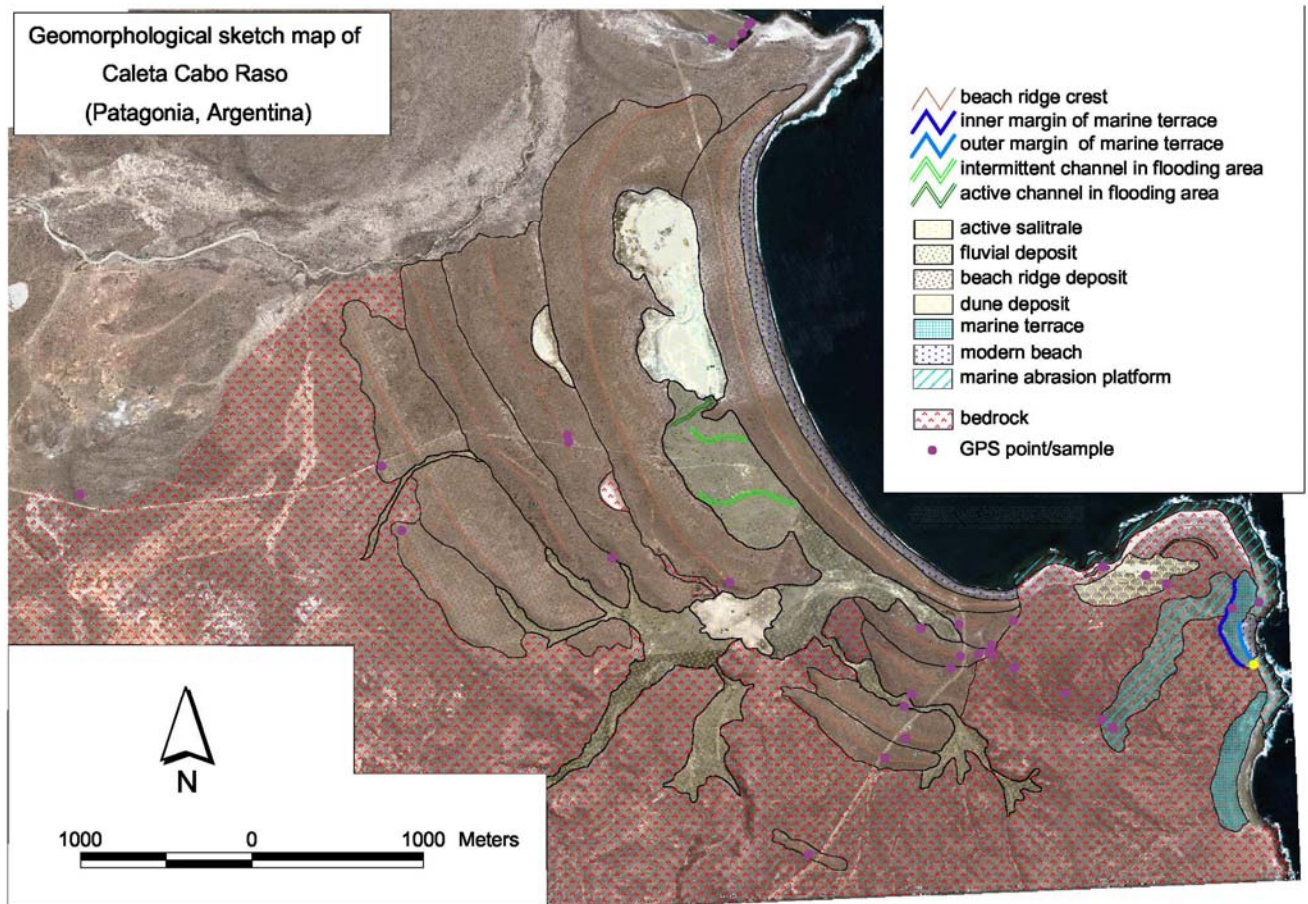 Geomorphological sketch map of
Caleta Cabo Raso
(Patagonia, Argentina)
beach ridge crest
inner margin of marine terrace
outer margin of marine terrace
intermittent channel in flooding area
active channel in flooding area
active salitrale
fluvial deposit
beach ridge deposit
dune deposit
marine terrace
modern beach
marine abrasion platform
bedrock
GPS point/sample
N
1000 0 1000 Meters